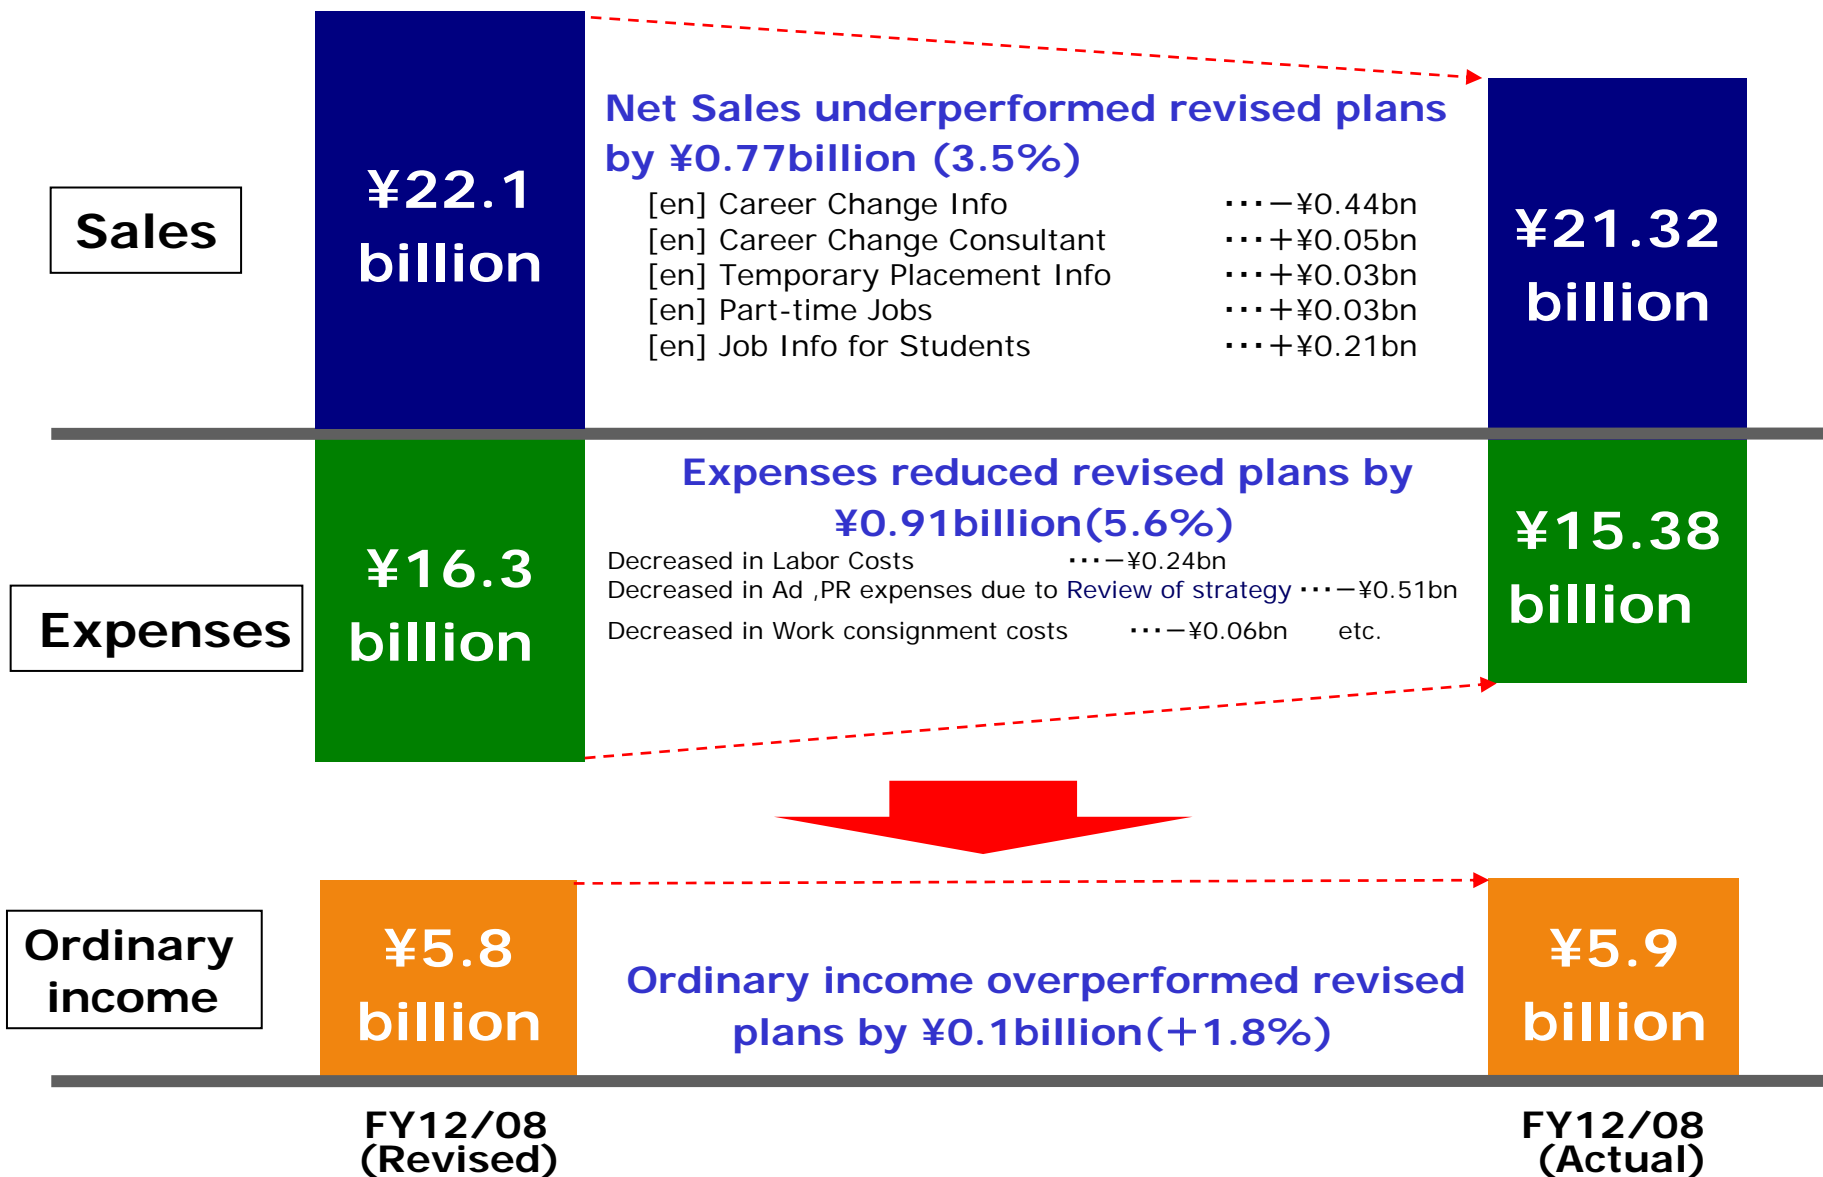 Sales
¥22.1
billion
Net Sales underperformed revised plans
by ¥0.77billion (3.5%)
[en] Career Change Info ・・・－¥0.44bn
[en] Career Change Consultant ・・・＋¥0.05bn
[en] Temporary Placement Info ・・・＋¥0.03bn
[en] Part-time Jobs ・・・＋¥0.03bn
[en] Job Info for Students ・・・＋¥0.21bn
¥21.32
billion
Expenses
¥16.3
billion
Expenses reduced revised plans by
¥0.91billion(5.6%)
Decreased in Labor Costs ・・・－¥0.24bn
Decreased in Ad ,PR expenses due to Review of strategy ・・・－¥0.51bn
Decreased in Work consignment costs ・・・－¥0.06bn etc.
¥15.38
billion
Ordinary
income
¥5.8
billion
Ordinary income overperformed revised
plans by ¥0.1billion(＋1.8%)
¥5.9
billion
FY12/08
(Revised)
FY12/08
(Actual)